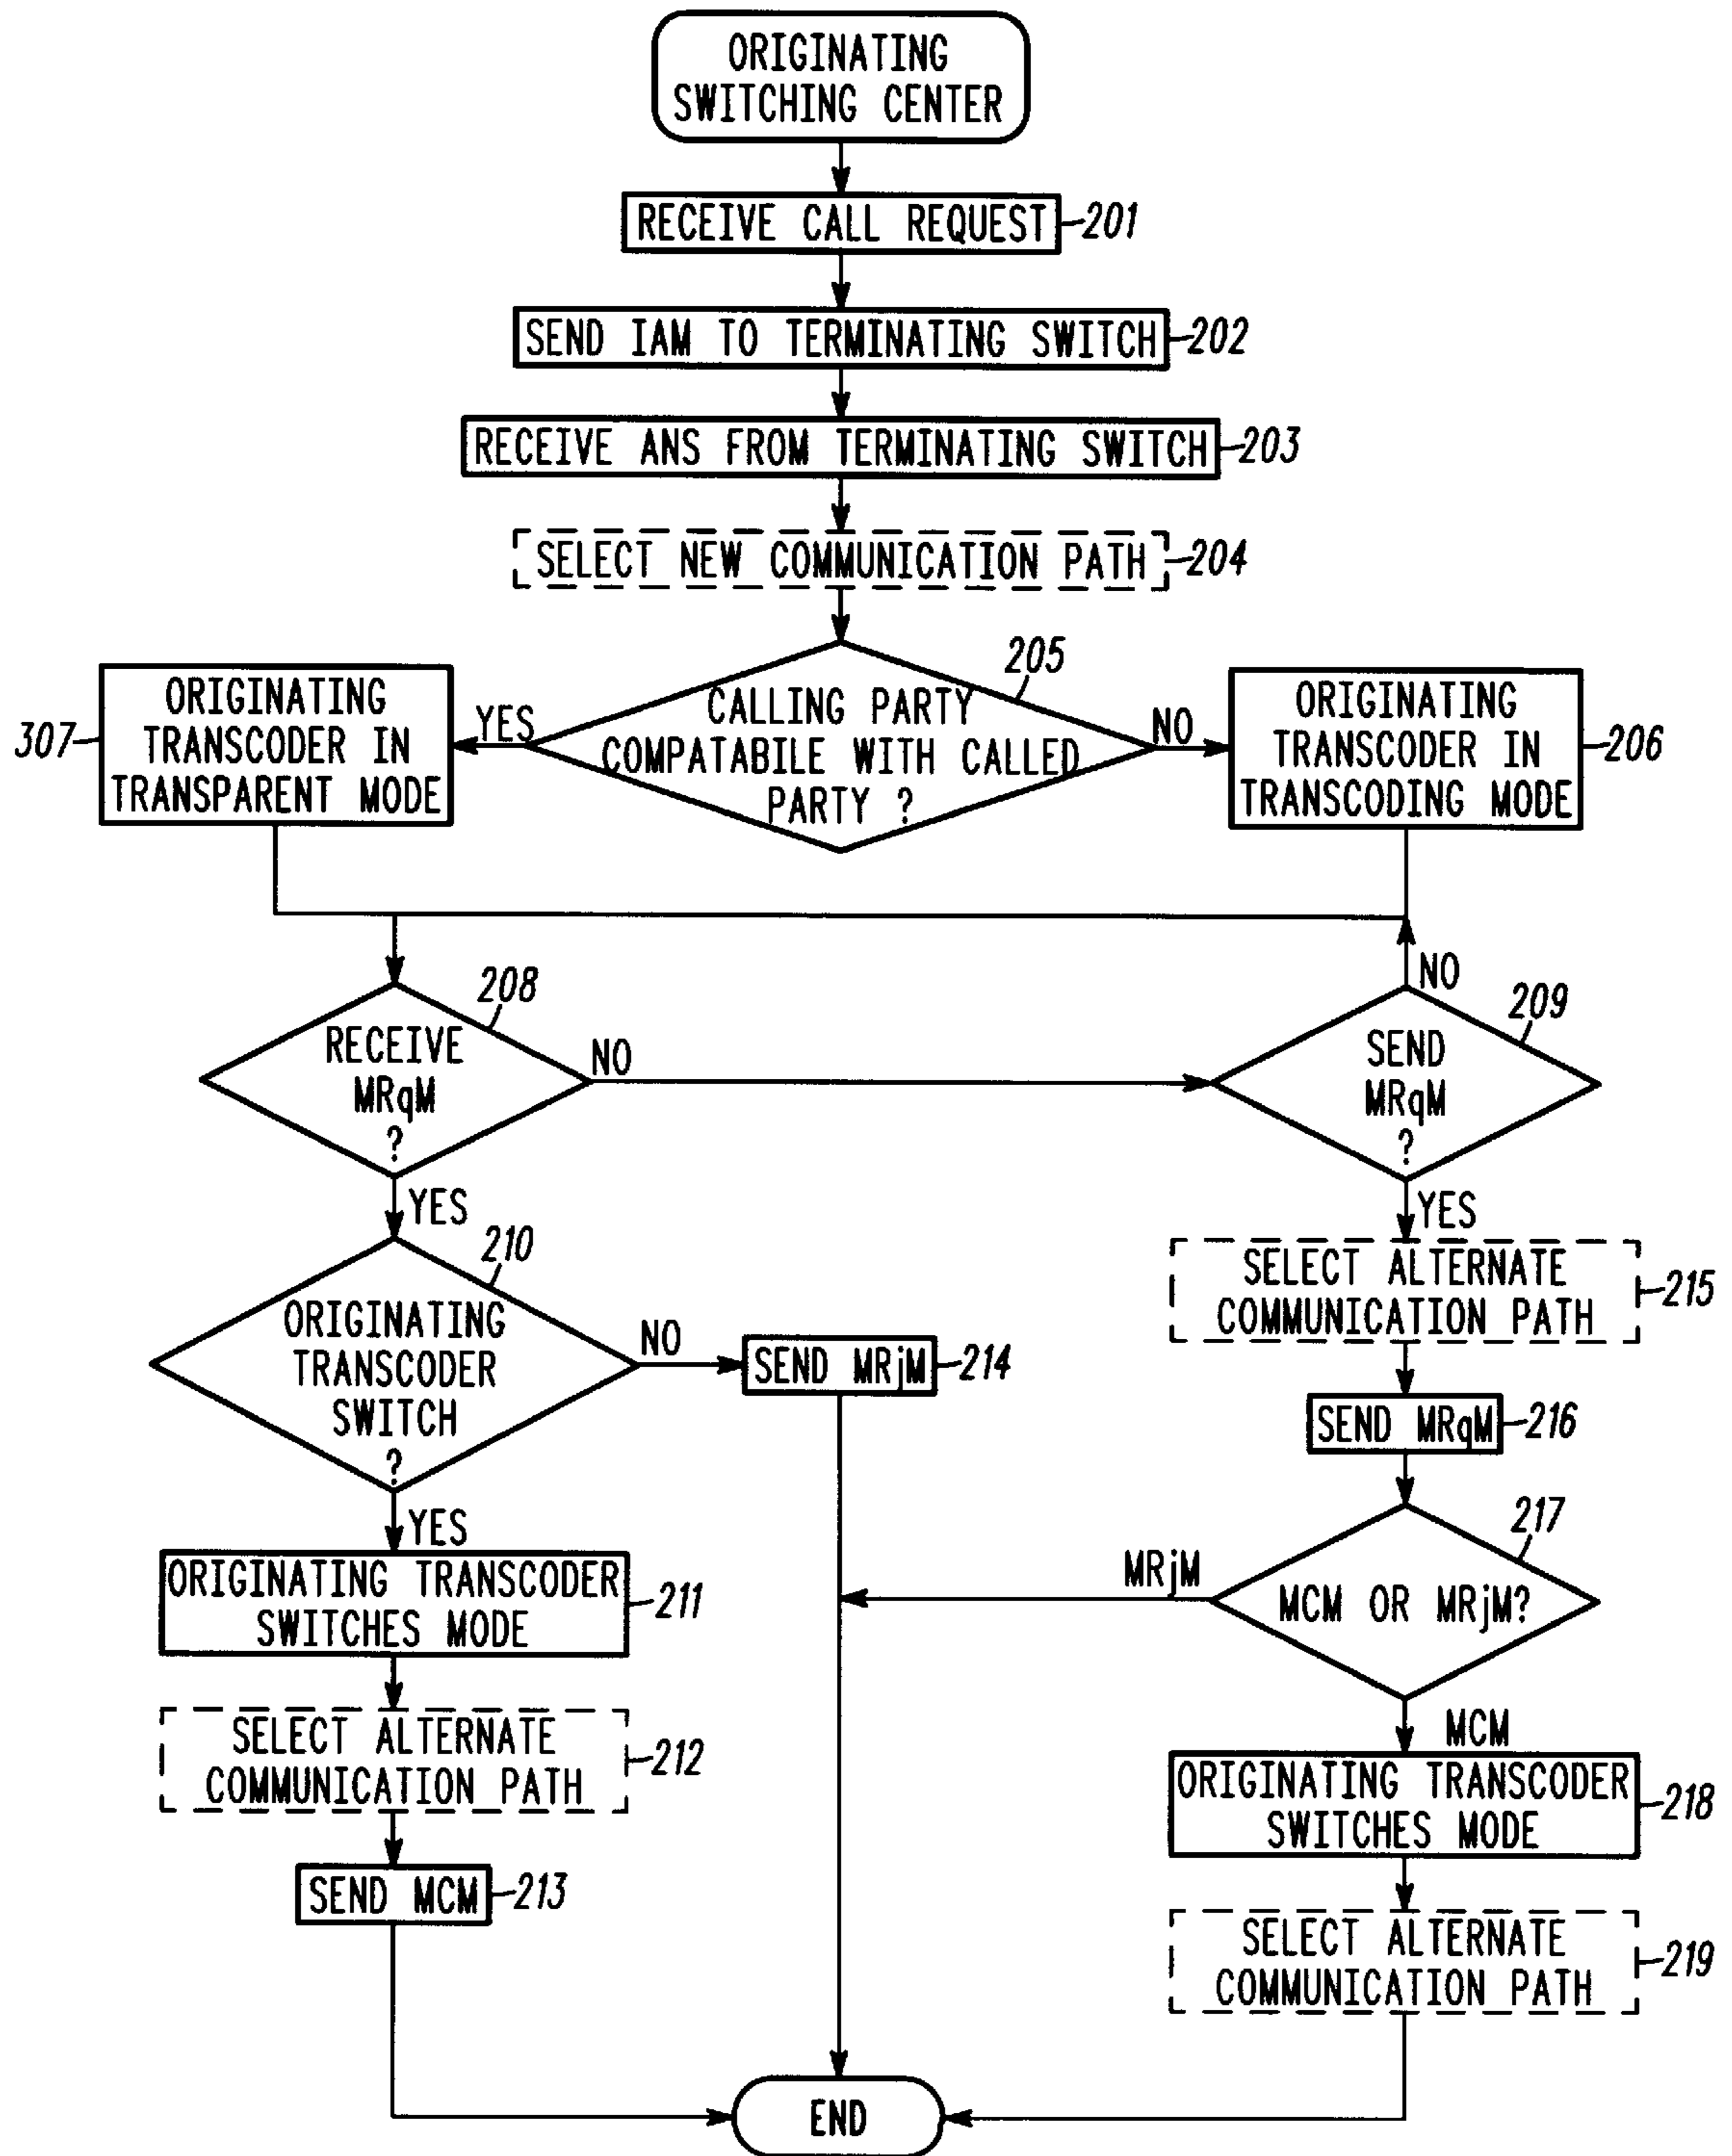 ORIGINATING
SWITCHING CENTER
RECEIVE CALL REQUEST 201
SEND IAM TO TERMINATING SWITCH 202
RECEIVE ANS FROM TERMINATING SWITCH 203
SELECT NEW COMMUNICATION PATH 204
307
ORIGINATING
TRANSCODER IN
TRANSPARENT MODE
YES
205
CALLING PARTY
COMPATABILE WITH CALLED
PARTY ?
NO
ORIGINATING
TRANSCODER IN
TRANSCODING MODE
206
208
RECEIVE
MRqM
?
NO
NO
209
SEND
MRqM
?
YES
YES
210
ORIGINATING
TRANSCODER
SWITCH
?
NO
SEND MRjM 214
SELECT ALTERNATE
COMMUNICATION PATH
215
SEND MRqM 216
YES
ORIGINATING TRANSCODER
SWITCHES MODE
211
217
MCM OR MRjM?
MRjM
MCM
SELECT ALTERNATE
COMMUNICATION PATH
212
ORIGINATING TRANSCODER
SWITCHES MODE
218
SEND MCM 213
SELECT ALTERNATE
COMMUNICATION PATH
219
END